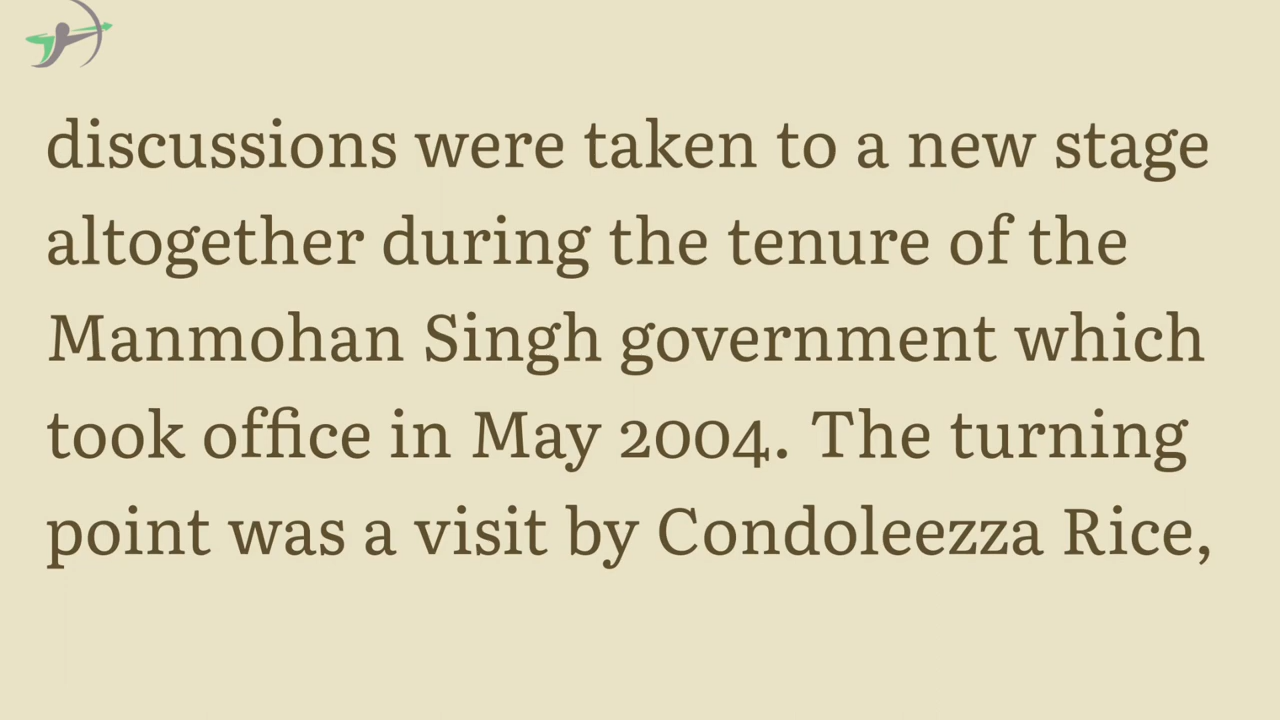 discussions were taken to a new stage
altogether during the tenure of the
Manmohan Singh government which
took office in May 2004. The turning
point was a visit by Condoleezza Rice,